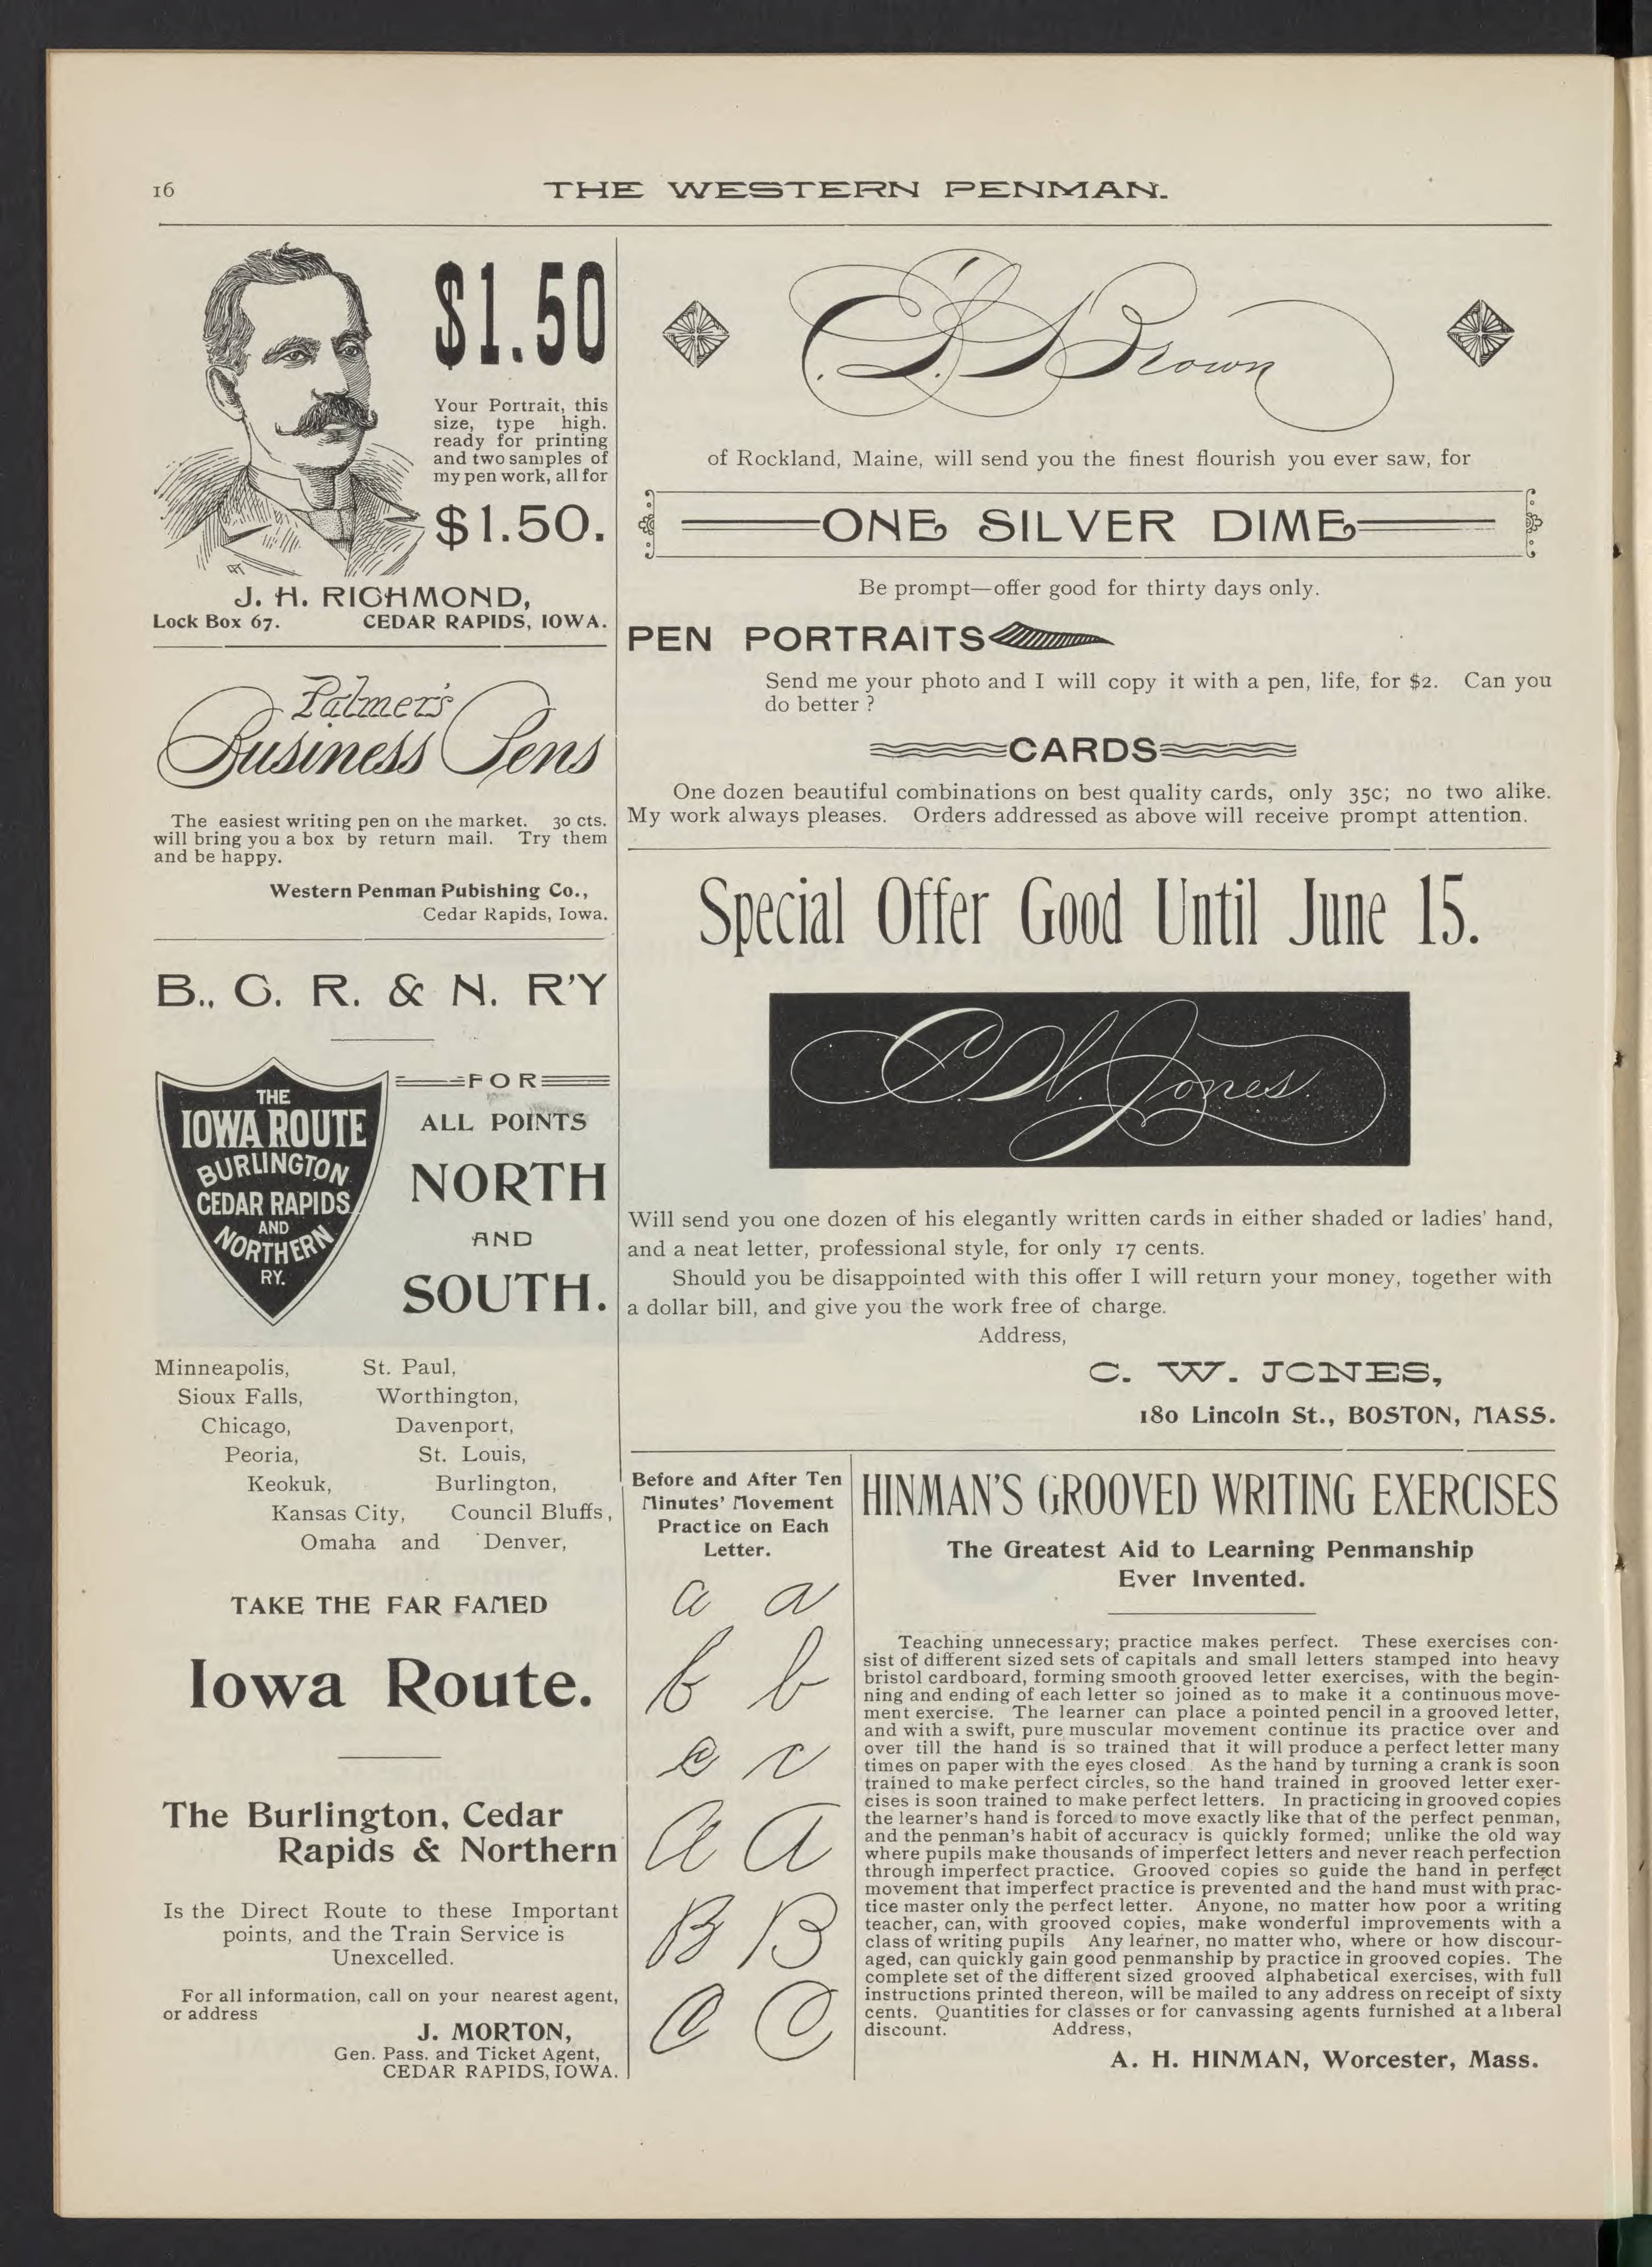 16
THE WESTERN PENMAN.
$1.50
Your Portrait, this
size, type high.
ready for printing
and two samples of
my pen work, all for
$1.50.
J. H. RICHMOND,
Lock Box 67. CEDAR RAPIDS, IOWA.
Palmer's
Business Pens
The easiest writing pen on the market. 30 cts.
will bring you a box by return mail. Try them
and be happy.
Western Penman Pubishing Co.,
Cedar Rapids, Iowa.
B., C. R. & N. R'Y
THE
IOWA ROUTE
BURLINGTON
CEDAR RAPIDS
AND
NORTHERN
RY.
FOR
ALL POINTS
NORTH
AND
SOUTH.
Minneapolis, St. Paul,
Sioux Falls, Worthington,
Chicago, Davenport,
Peoria, St. Louis,
Keokuk, Burlington,
Kansas City, Council Bluffs,
Omaha and Denver,
TAKE THE FAR FAMED
Iowa Route.
The Burlington, Cedar
Rapids & Northern
Is the Direct Route to these Important
points, and the Train Service is
Unexcelled.
For all information, call on your nearest agent,
or address
J. MORTON,
Gen. Pass. and Ticket Agent,
CEDAR RAPIDS, IOWA.
Brown
of Rockland, Maine, will send you the finest flourish you ever saw, for
ONE SILVER DIME
Be prompt—offer good for thirty days only.
PEN PORTRAITS
Send me your photo and I will copy it with a pen, life, for $2. Can you
do better ?
CARDS
One dozen beautiful combinations on best quality cards, only 35c; no two alike.
My work always pleases. Orders addressed as above will receive prompt attention.
Special Offer Good Until June 15.
C. W. Jones.
Will send you one dozen of his elegantly written cards in either shaded or ladies' hand,
and a neat letter, professional style, for only 17 cents.
Should you be disappointed with this offer I will return your money, together with
a dollar bill, and give you the work free of charge.
Address,
C. W. JONES,
180 Lincoln St., BOSTON, MASS.
Before and After Ten
Minutes' Movement
Practice on Each
Letter.
a a
b b
c c
A A
B B
C C
HINMAN'S GROOVED WRITING EXERCISES
The Greatest Aid to Learning Penmanship
Ever Invented.
Teaching unnecessary; practice makes perfect. These exercises con-
sist of different sized sets of capitals and small letters stamped into heavy
bristol cardboard, forming smooth grooved letter exercises, with the begin-
ning and ending of each letter so joined as to make it a continuous move-
ment exercise. The learner can place a pointed pencil in a grooved letter,
and with a swift, pure muscular movement continue its practice over and
over till the hand is so trained that it will produce a perfect letter many
times on paper with the eyes closed. As the hand by turning a crank is soon
trained to make perfect circles, so the hand trained in grooved letter exer-
cises is soon trained to make perfect letters. In practicing in grooved copies
the learner's hand is forced to move exactly like that of the perfect penman,
and the penman's habit of accuracy is quickly formed; unlike the old way
where pupils make thousands of imperfect letters and never reach perfection
through imperfect practice. Grooved copies so guide the hand in perfect
movement that imperfect practice is prevented and the hand must with prac-
tice master only the perfect letter. Anyone, no matter how poor a writing
teacher, can, with grooved copies, make wonderful improvements with a
class of writing pupils Any learner, no matter who, where or how discour-
aged, can quickly gain good penmanship by practice in grooved copies. The
complete set of the different sized grooved alphabetical exercises, with full
instructions printed thereon, will be mailed to any address on receipt of sixty
cents. Quantities for classes or for canvassing agents furnished at a liberal
discount. Address,
A. H. HINMAN, Worcester, Mass.